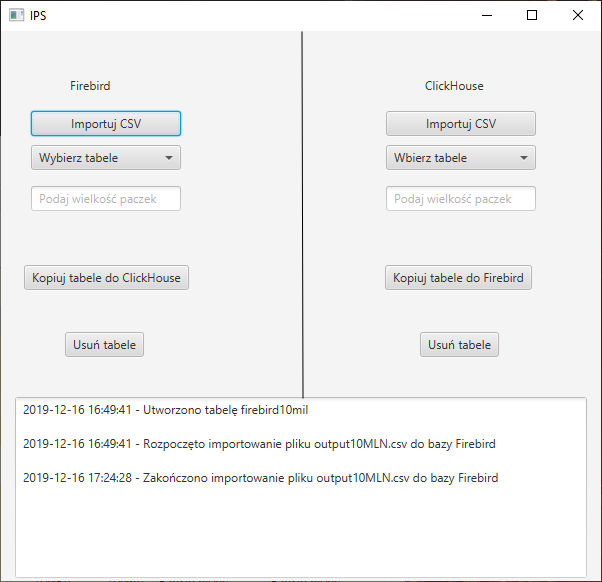 IPS
Firebird
ClickHouse
Importuj CSV
Importuj CSV
Wybierz tabele
Wbierz tabele
Podaj wielkość paczek
Podaj wielkość paczek
Kopiuj tabele do ClickHouse
Kopiuj tabele do Firebird
Usuń tabele
Usuń tabele
2019-12-16 16:49:41 - Utworzono tabelę firebird10mil
2019-12-16 16:49:41 - Rozpoczęto importowanie pliku output10MLN.csv do bazy Firebird
2019-12-16 17:24:28 - Zakończono importowanie pliku output10MLN.csv do bazy Firebird